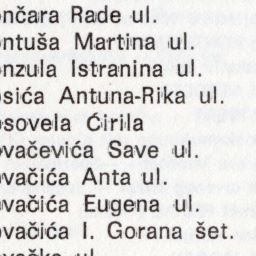 nčara Rade ul.
ntuša Martina ul.
nzula Istranina ul.
sića Antuna-Rika ul.
sovela Ćirila
vačevića Save ul.
vačića Anta ul.
vačića Eugena ul.
vačića I. Gorana šet.